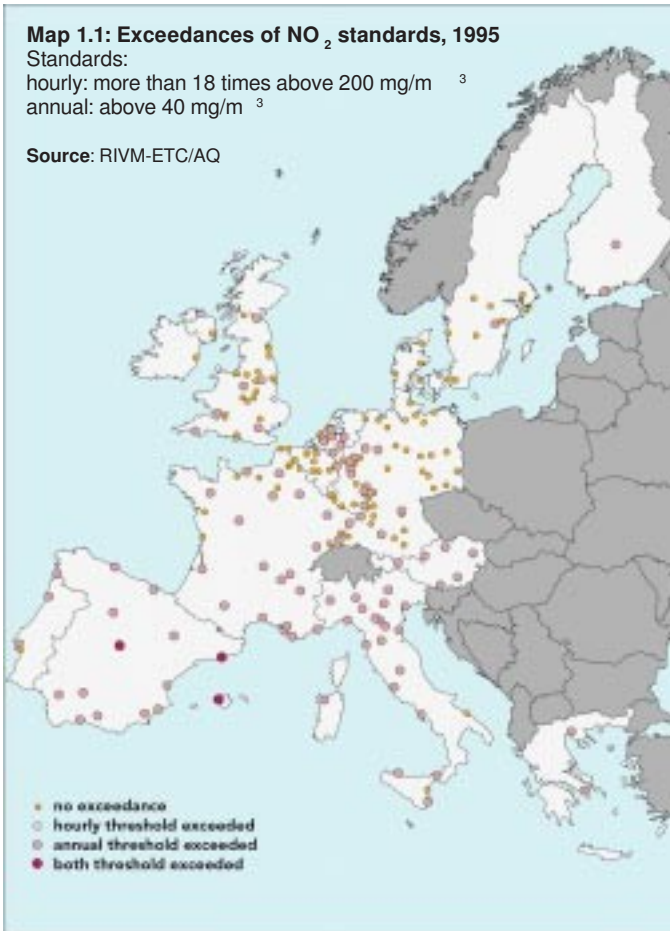 Map 1.1: Exceedances of NO 2 standards, 1995
Standards:
hourly: more than 18 times above 200 mg/m 3
annual: above 40 mg/m 3
Source: RIVM-ETC/AQ
no exceedance
hourly threshold exceeded
annual threshold exceeded
both threshold exceeded